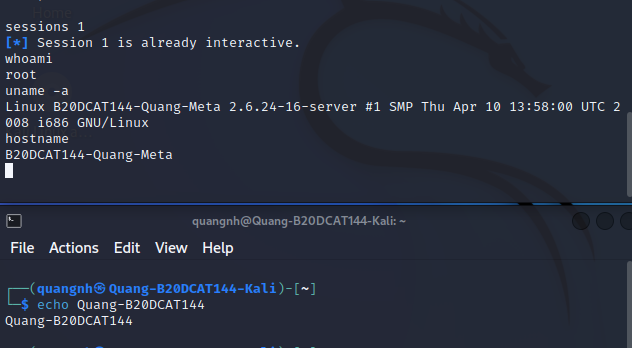 sessions 1
[*] Session 1 is already interactive.
whoami
root
uname -a
Linux B20DCAT144-Quang-Meta 2.6.24-16-server #1 SMP Thu Apr 10 13:58:00 UTC 2
008 i686 GNU/Linux
hostname
B20DCAT144-Quang-Meta
quangnh@Quang-B20DCAT144-Kali: ~
File Actions Edit View Help
┌──(quangnh㉿Quang-B20DCAT144-Kali)-[~]
└─$ echo Quang-B20DCAT144
Quang-B20DCAT144